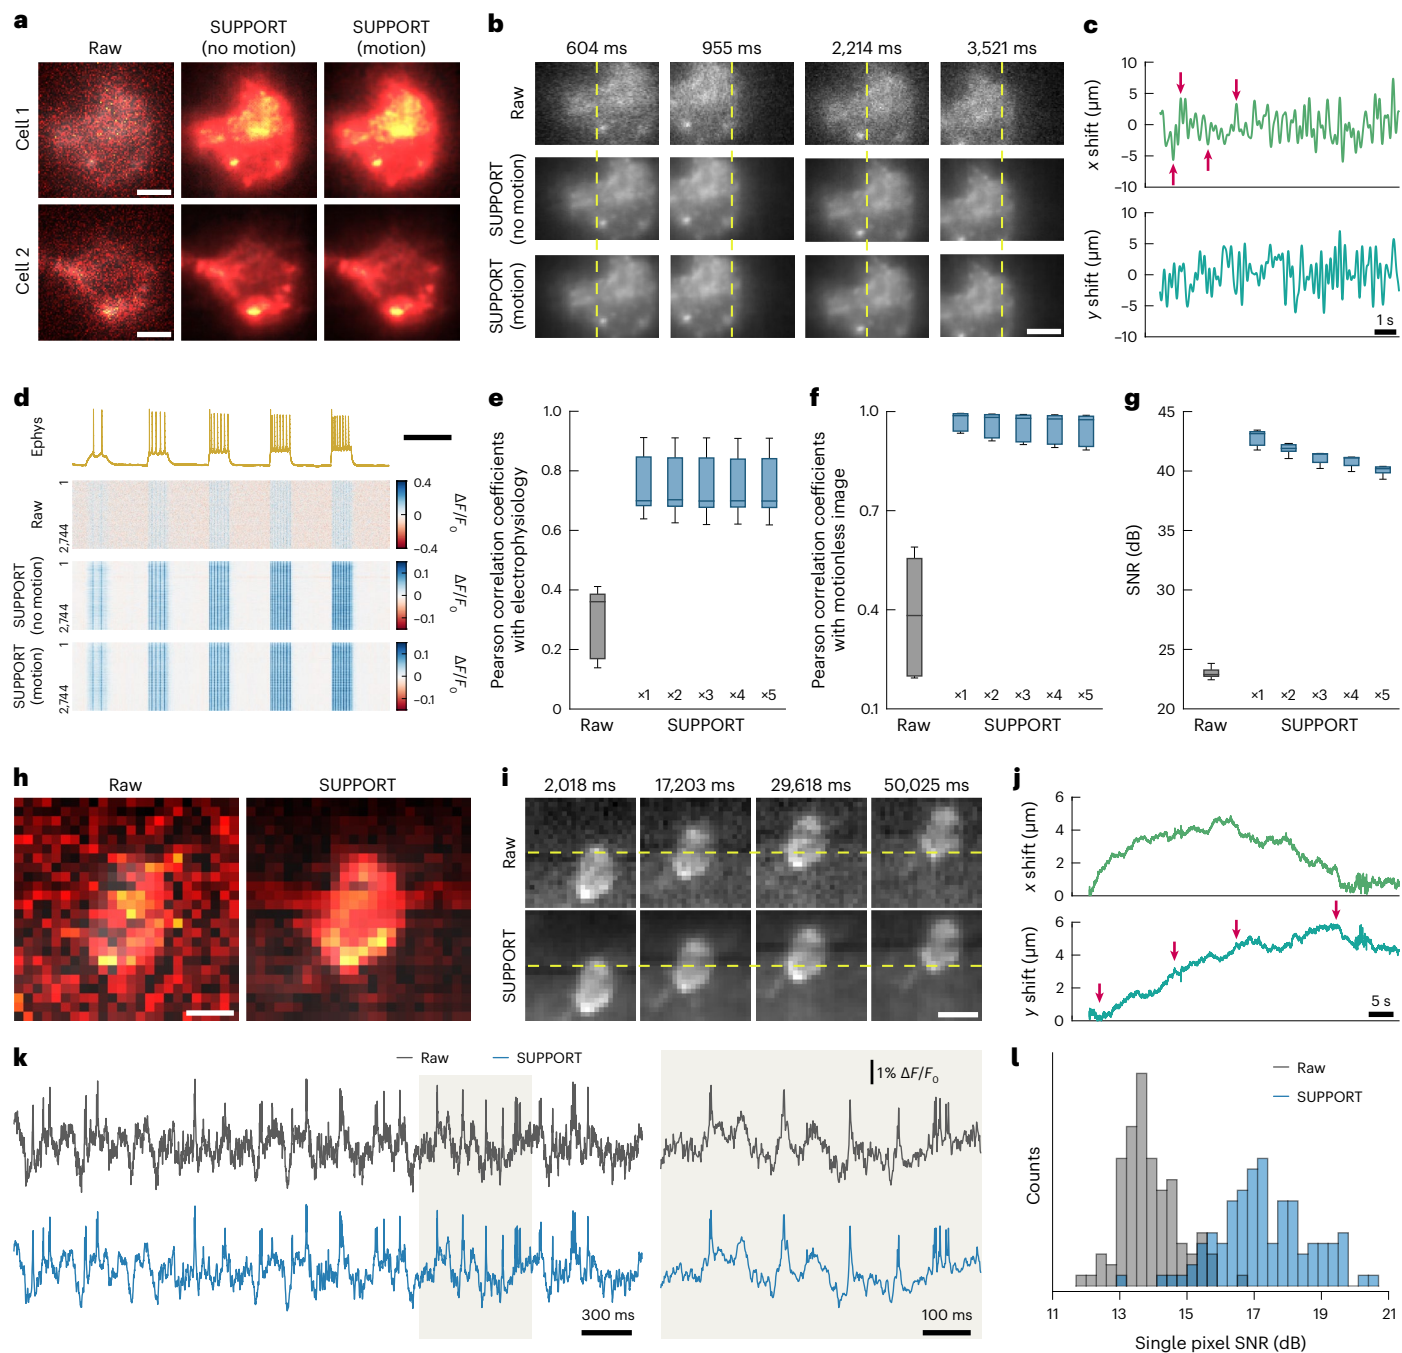 a
Raw
SUPPORT
(no motion)
SUPPORT
(motion)
Cell 1
Cell 2
b
604 ms
955 ms
2,214 ms
3,521 ms
Raw
SUPPORT
(no motion)
SUPPORT
(motion)
c
10
5
0
−5
−10
x shift (μm)
10
5
0
−5
−10
y shift (μm)
1 s
d
Ephys
Raw
1
2,744
0.4
0
−0.4
ΔF/F0
SUPPORT
(no motion)
1
2,744
0.1
0
−0.1
ΔF/F0
SUPPORT
(motion)
1
2,744
0.1
0
−0.1
ΔF/F0
e
Pearson correlation coefficients
with electrophysiology
1.0
0.8
0.6
0.4
0.2
0
×1 ×2 ×3 ×4 ×5
Raw
SUPPORT
f
Pearson correlation coefficients
with motionless image
1.0
0.7
0.4
0.1
×1 ×2 ×3 ×4 ×5
Raw
SUPPORT
g
SNR (dB)
45
40
35
30
25
20
×1 ×2 ×3 ×4 ×5
Raw
SUPPORT
h
Raw
SUPPORT
i
2,018 ms
17,203 ms
29,618 ms
50,025 ms
Raw
SUPPORT
j
6
4
2
0
x shift (μm)
6
4
2
0
y shift (μm)
5 s
k
Raw
SUPPORT
1% ΔF/F0
300 ms
100 ms
l
Raw
SUPPORT
Counts
11 13 15 17 19 21
Single pixel SNR (dB)